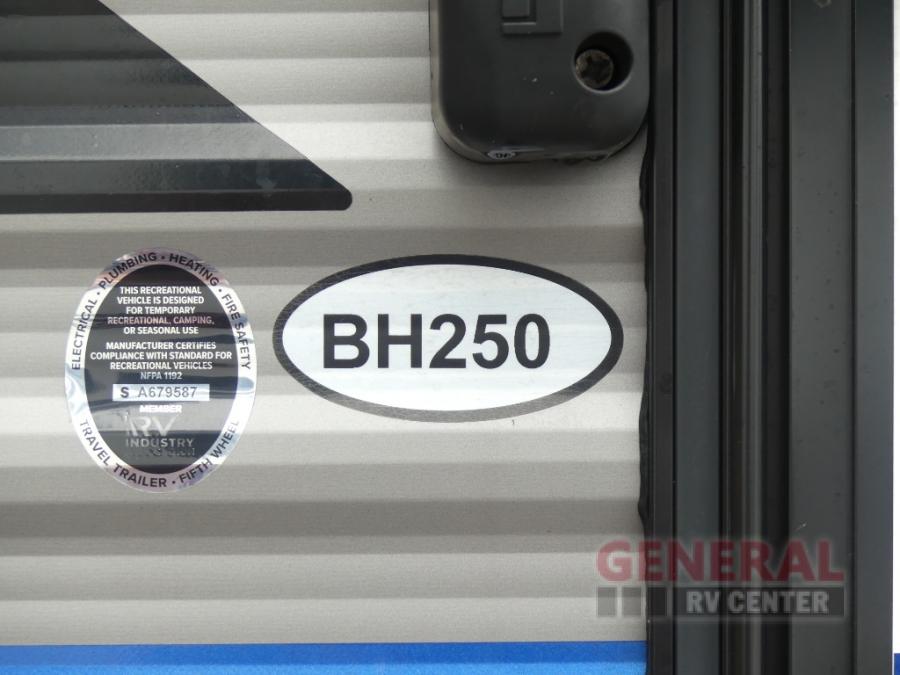 ELECTRICAL • PLUMBING • HEATING • FIRE SAFETY
THIS RECREATIONAL
VEHICLE IS DESIGNED
FOR TEMPORARY
RECREATIONAL, CAMPING,
OR SEASONAL USE
MANUFACTURER CERTIFIES
COMPLIANCE WITH STANDARD FOR
RECREATIONAL VEHICLES
NFPA 1192
S A679587
MEMBER
RV
INDUSTRY
TRAVEL TRAILER • FIFTH WHEEL
BH250
GENERAL
RV CENTER